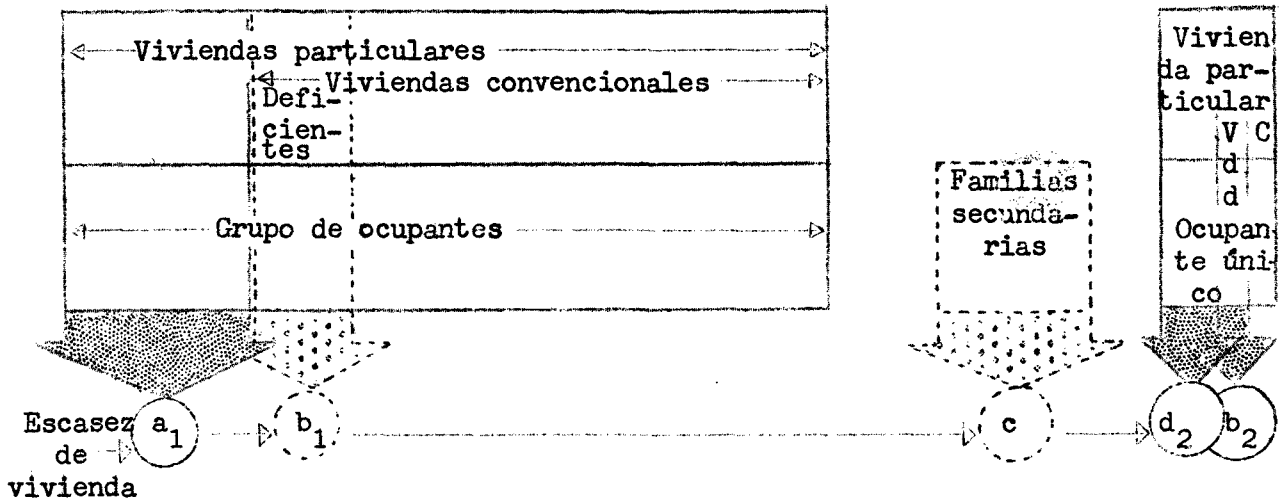 Viviendas particulares
Viviendas convencionales
Defi-
cien-
tes
Grupo de ocupantes
Familias
secunda-
rias
Vivien
da par-
ticular
V C
d
d
Ocupan
te úni-
co
Escasez
de
vivienda
a1
b1
c
d2
b2